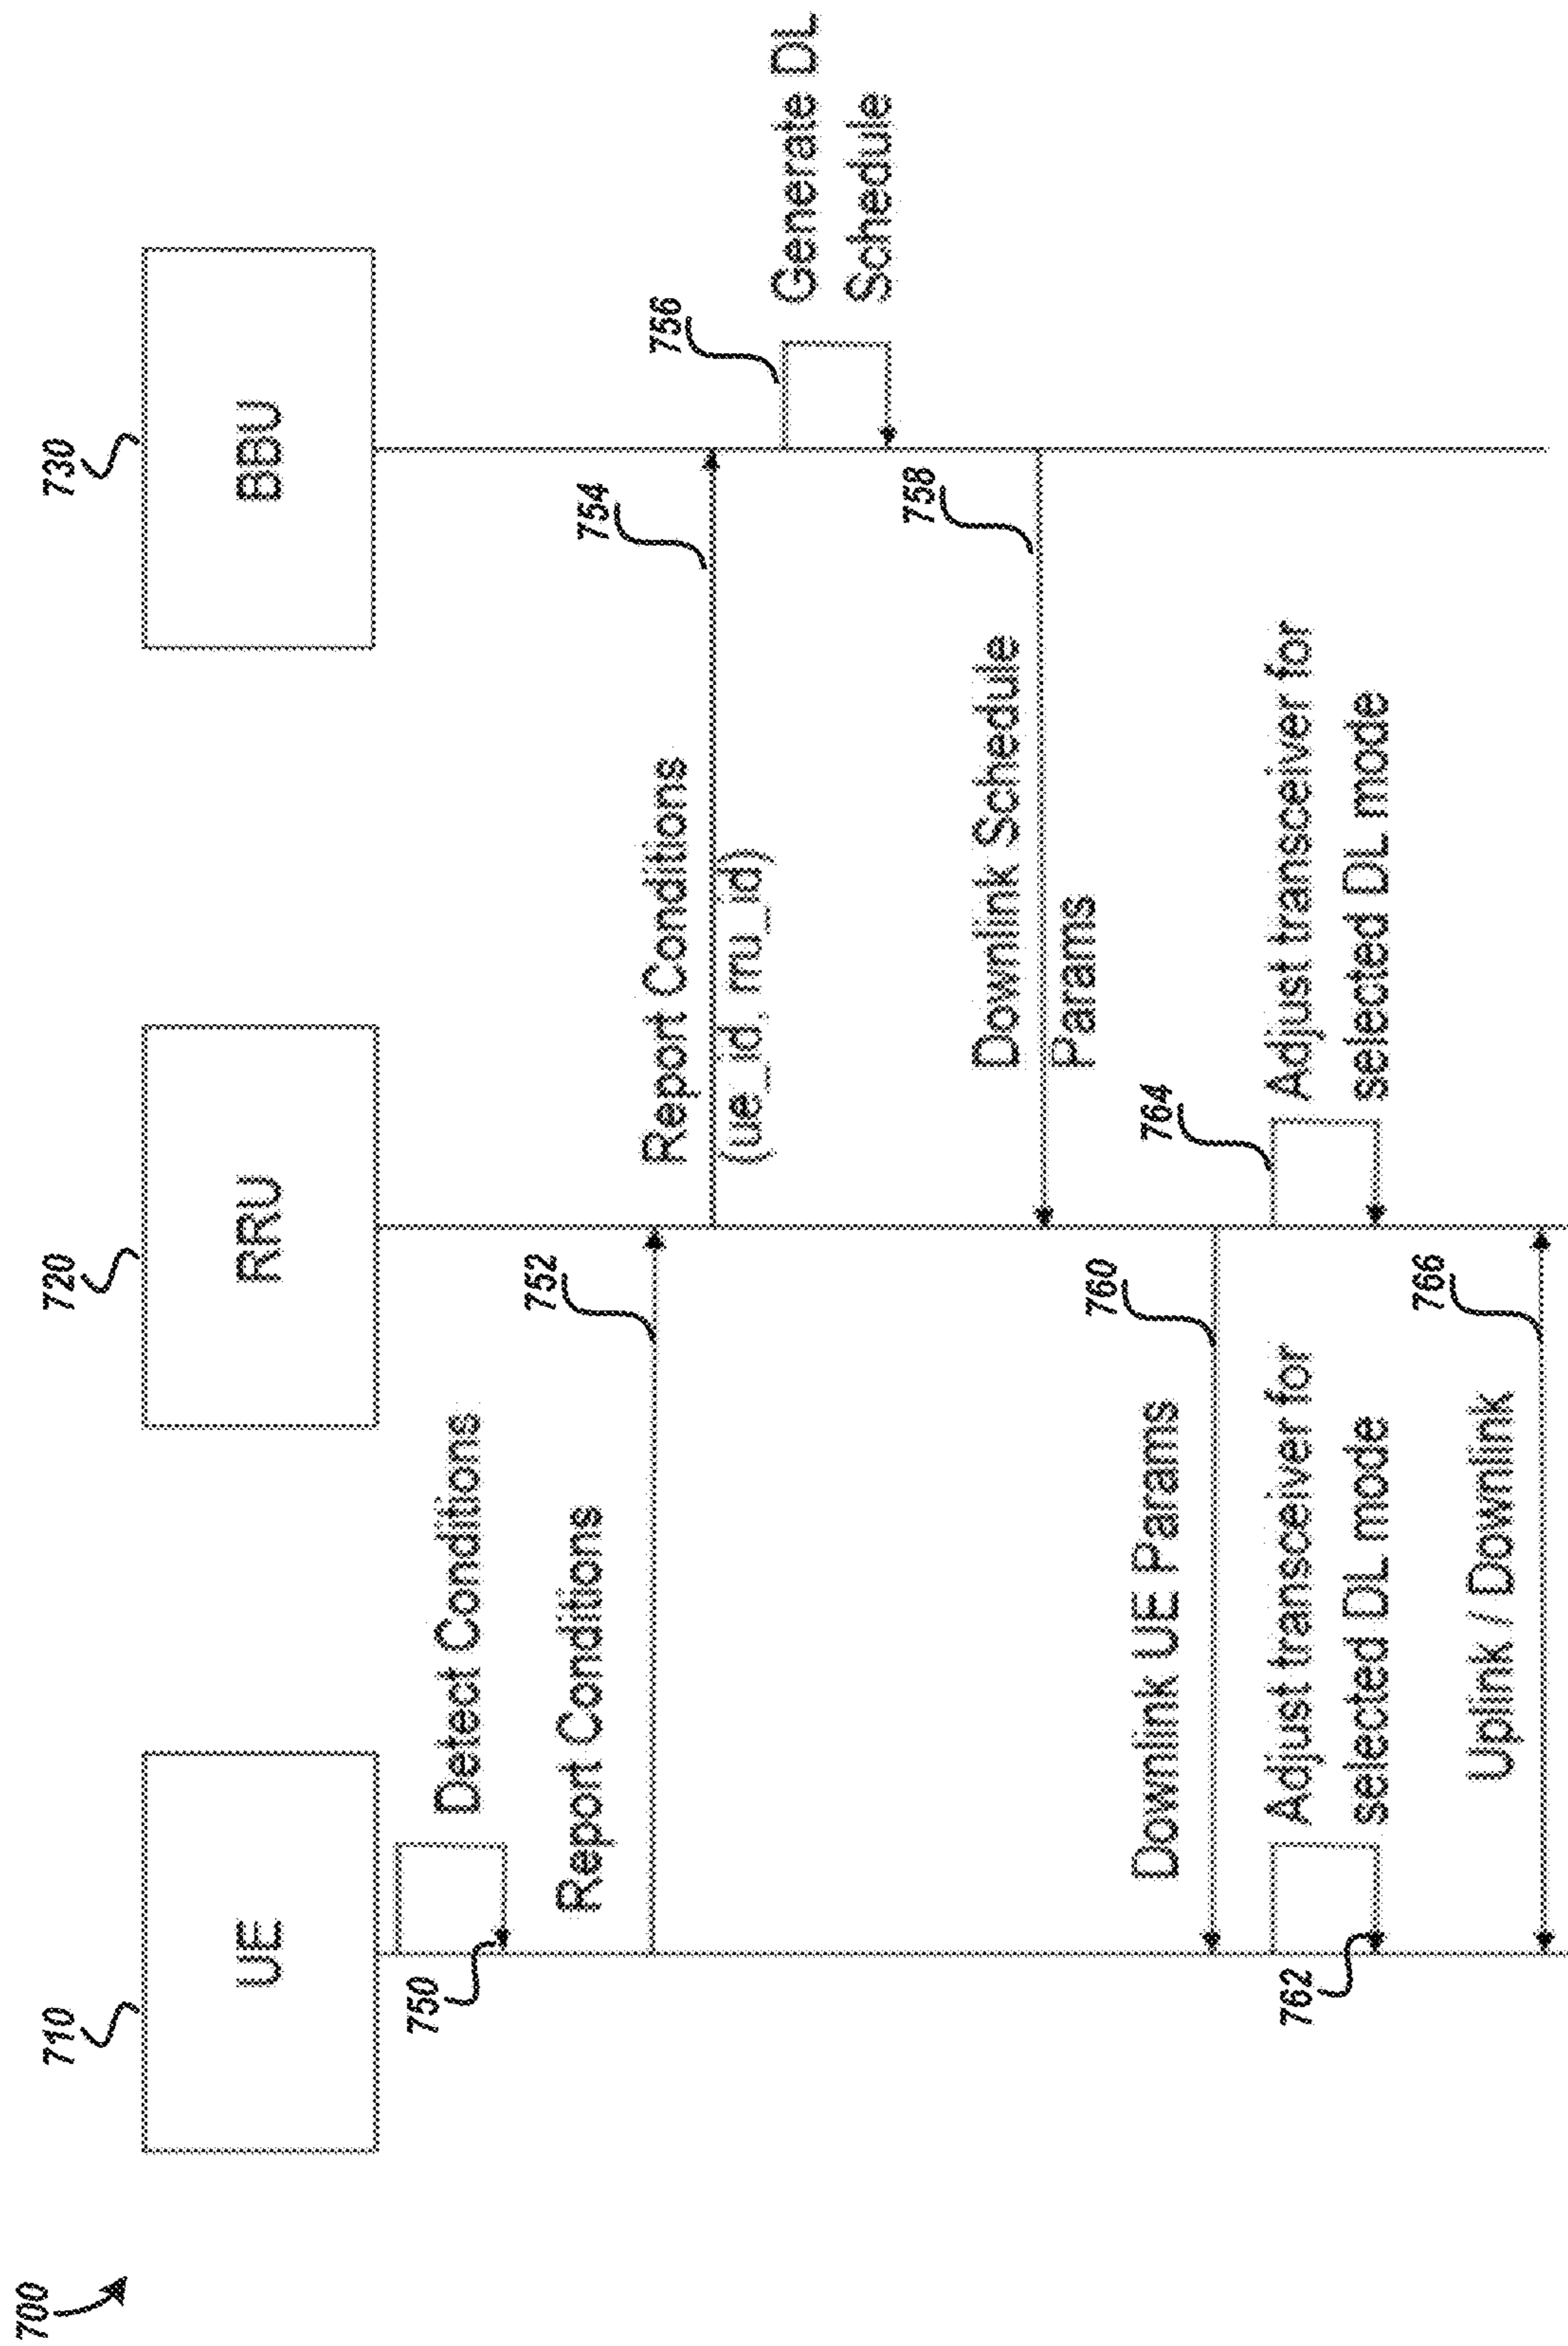 700
710
720
730
UE
RRU
BBU
750
Detect Conditions
Report Conditions
752
Report Conditions
(ue_id, rru_id)
754
756
Generate DL
Schedule
Downlink Schedule
Params
758
Downlink UE Params
760
762
Adjust transceiver for
selected DL mode
764
Adjust transceiver for
selected DL mode
Uplink / Downlink
766